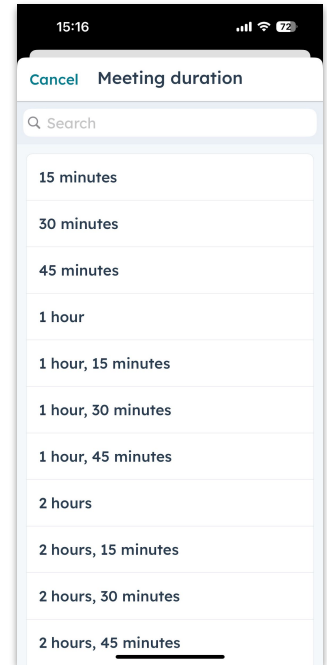 15:16
72
Cancel Meeting duration
Search
15 minutes
30 minutes
45 minutes
1 hour
1 hour, 15 minutes
1 hour, 30 minutes
1 hour, 45 minutes
2 hours
2 hours, 15 minutes
2 hours, 30 minutes
2 hours, 45 minutes